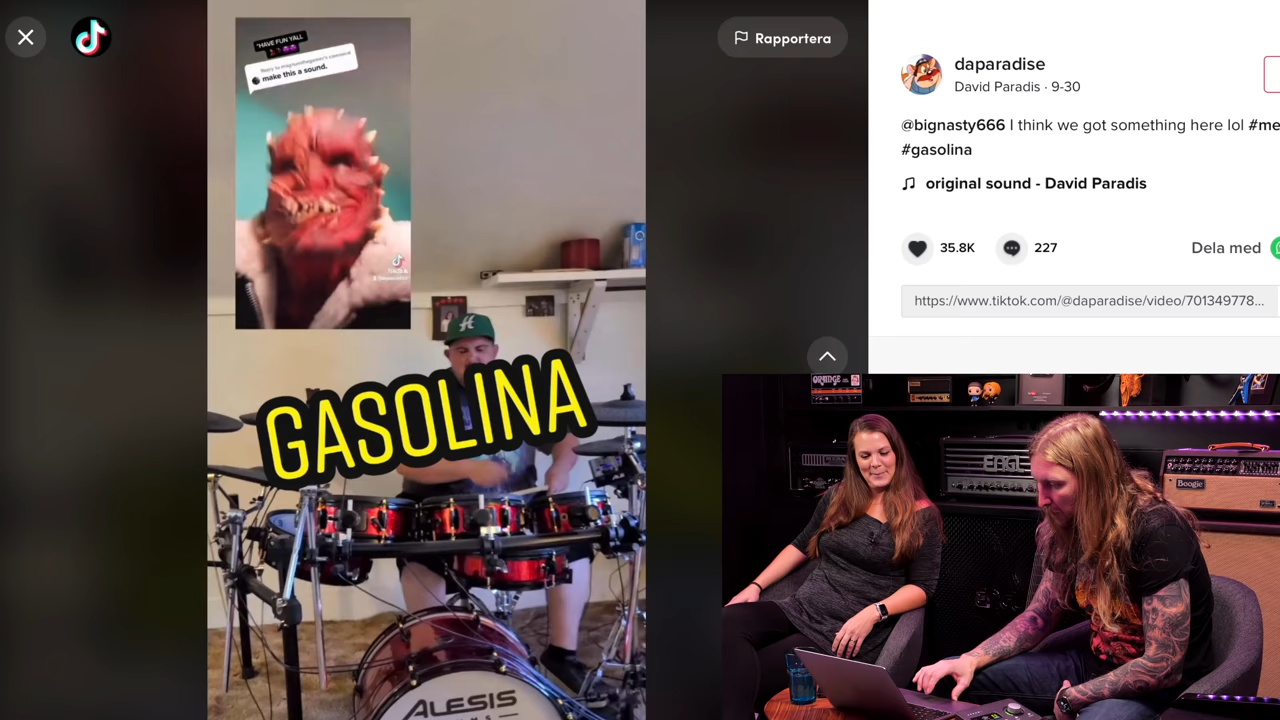 *HAVE FUN YALL
make this a sound.
GASOLINA
ALESIS
Rapportera
daparadise
David Paradis · 9-30
@bignasty666 I think we got something here lol #me
#gasolina
original sound - David Paradis
35.8K
227
Dela med
https://www.tiktok.com/@daparadise/video/701349778...
ORANGE
EAGL
Boogie